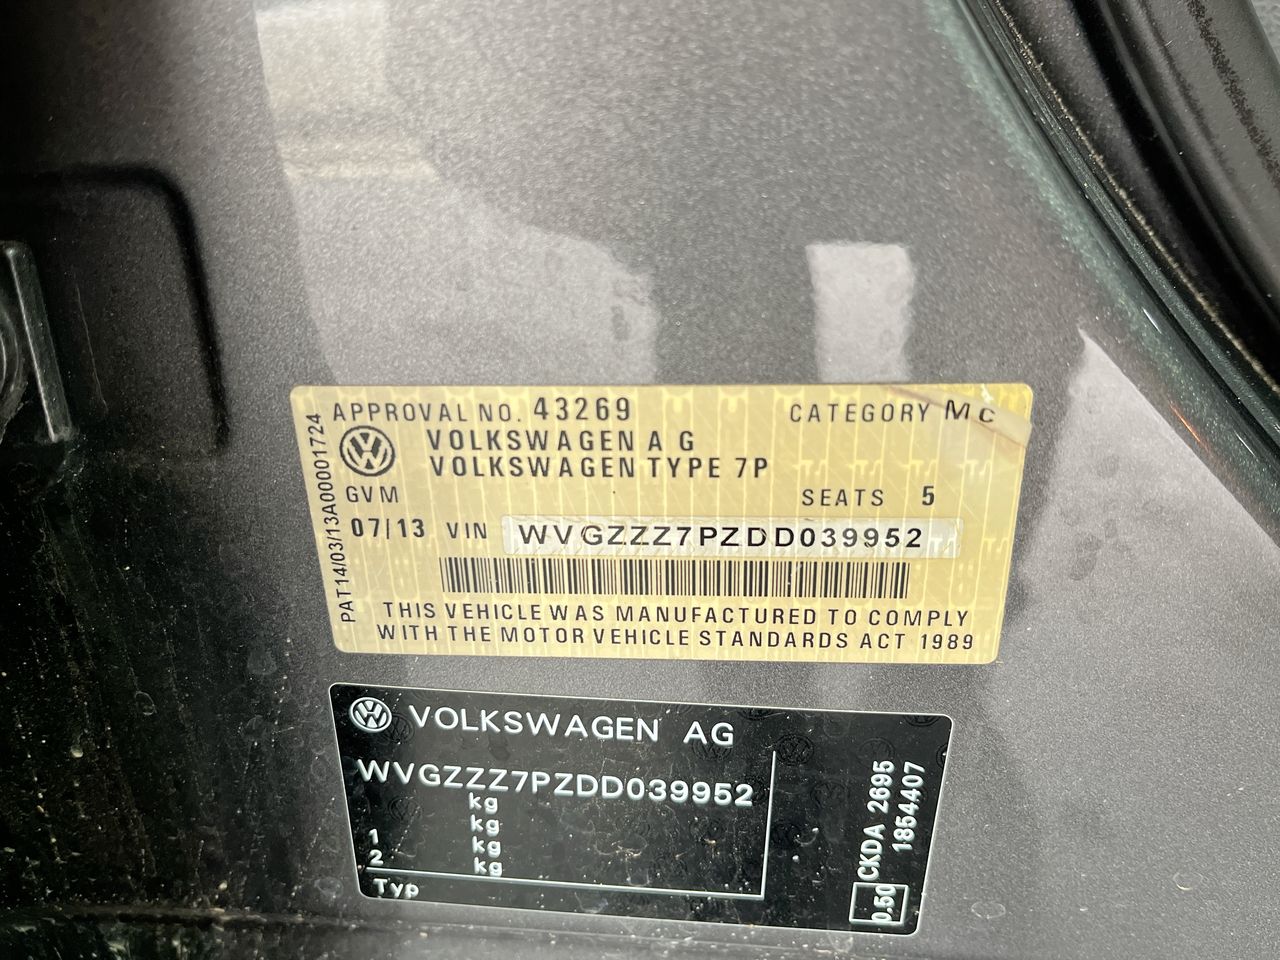 APPROVAL NO. 43269 CATEGORY MC
VOLKSWAGEN AG
VOLKSWAGEN TYPE 7P
GVM SEATS 5
07/13 VIN WVGZZZ7PZDD039952
THIS VEHICLE WAS MANUFACTURED TO COMPLY
WITH THE MOTOR VEHICLE STANDARDS ACT 1989
PAT14/03/13A00001724
VOLKSWAGEN AG
WVGZZZ7PZDD039952
kg
kg
1 kg
2 kg
Typ
0.50 CKDA 2695
1854407